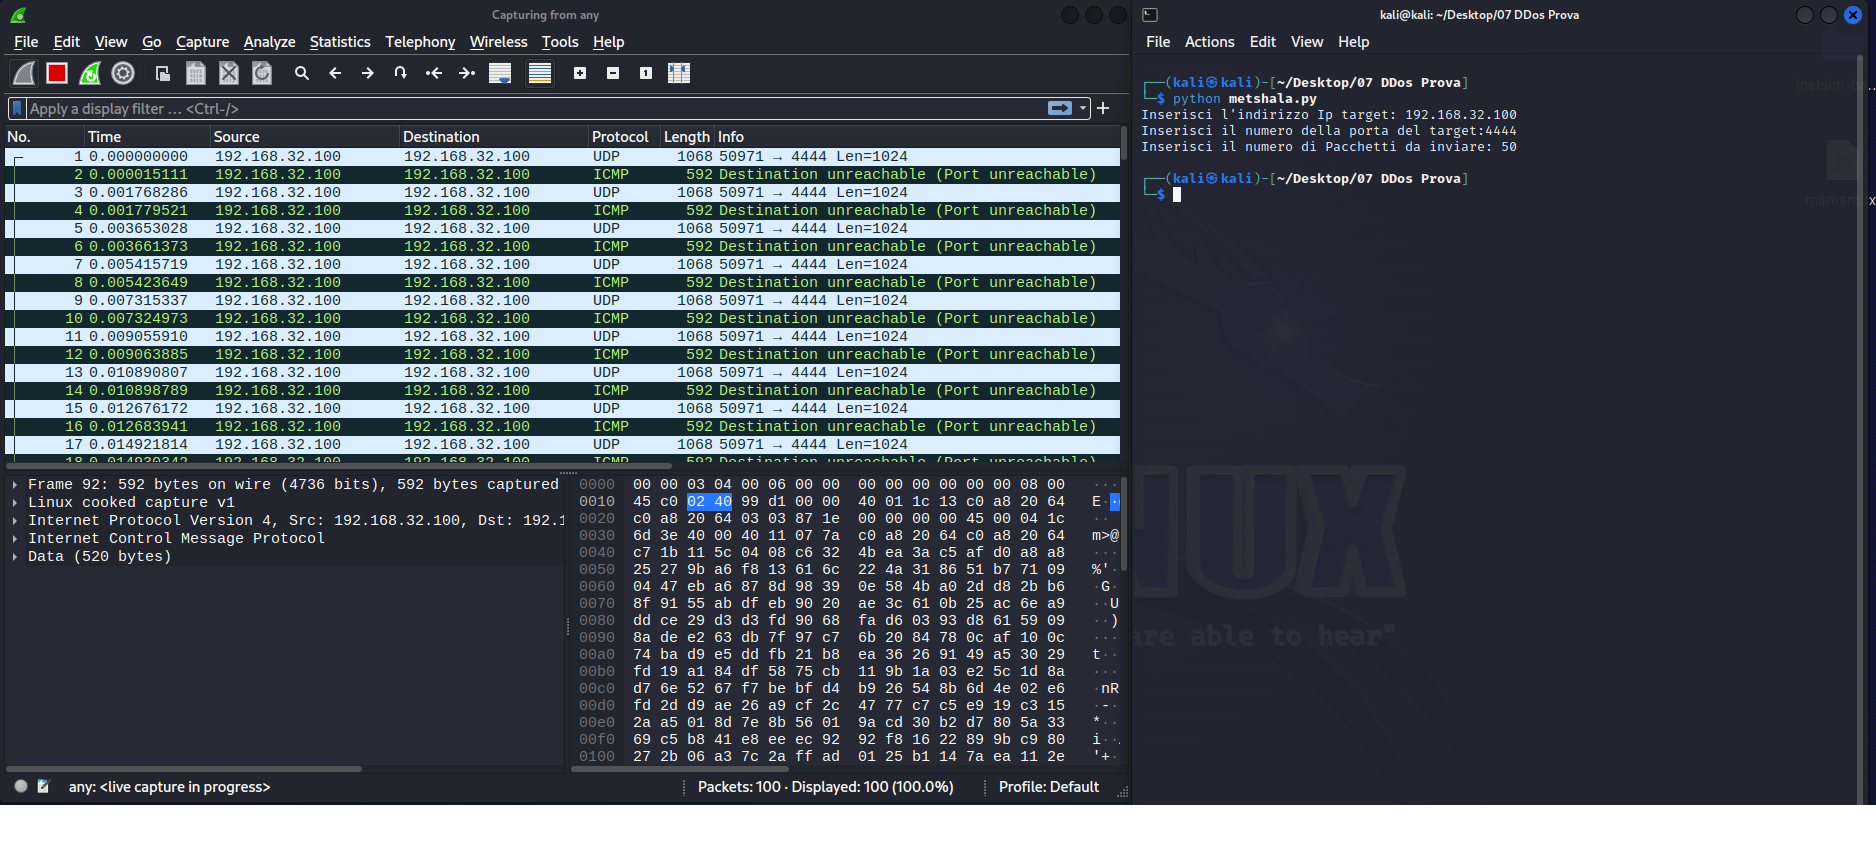 Capturing from any
File Edit View Go Capture Analyze Statistics Telephony Wireless Tools Help
Apply a display filter … <Ctrl-/>
No. Time Source Destination Protocol Length Info
1 0.000000000 192.168.32.100 192.168.32.100 UDP 1068 50971 → 4444 Len=1024
2 0.000015111 192.168.32.100 192.168.32.100 ICMP 592 Destination unreachable (Port unreachable)
3 0.001768286 192.168.32.100 192.168.32.100 UDP 1068 50971 → 4444 Len=1024
4 0.001779521 192.168.32.100 192.168.32.100 ICMP 592 Destination unreachable (Port unreachable)
5 0.003653028 192.168.32.100 192.168.32.100 UDP 1068 50971 → 4444 Len=1024
6 0.003661373 192.168.32.100 192.168.32.100 ICMP 592 Destination unreachable (Port unreachable)
7 0.005415719 192.168.32.100 192.168.32.100 UDP 1068 50971 → 4444 Len=1024
8 0.005423649 192.168.32.100 192.168.32.100 ICMP 592 Destination unreachable (Port unreachable)
9 0.007315337 192.168.32.100 192.168.32.100 UDP 1068 50971 → 4444 Len=1024
10 0.007324973 192.168.32.100 192.168.32.100 ICMP 592 Destination unreachable (Port unreachable)
11 0.009055910 192.168.32.100 192.168.32.100 UDP 1068 50971 → 4444 Len=1024
12 0.009063885 192.168.32.100 192.168.32.100 ICMP 592 Destination unreachable (Port unreachable)
13 0.010890807 192.168.32.100 192.168.32.100 UDP 1068 50971 → 4444 Len=1024
14 0.010898789 192.168.32.100 192.168.32.100 ICMP 592 Destination unreachable (Port unreachable)
15 0.012676172 192.168.32.100 192.168.32.100 UDP 1068 50971 → 4444 Len=1024
16 0.012683941 192.168.32.100 192.168.32.100 ICMP 592 Destination unreachable (Port unreachable)
17 0.014921814 192.168.32.100 192.168.32.100 UDP 1068 50971 → 4444 Len=1024
Frame 92: 592 bytes on wire (4736 bits), 592 bytes captured
Linux cooked capture v1
Internet Protocol Version 4, Src: 192.168.32.100, Dst: 192.1
Internet Control Message Protocol
Data (520 bytes)
0000 00 00 03 04 00 06 00 00 00 00 00 00 00 00 08 00 ···
0010 45 c0 02 40 99 d1 00 00 40 01 1c 13 c0 a8 20 64 E··
0020 c0 a8 20 64 03 03 87 1e 00 00 00 00 45 00 04 1c ··
0030 6d 3e 40 00 40 11 07 7a c0 a8 20 64 c0 a8 20 64 m>@
0040 c7 1b 11 5c 04 08 c6 32 4b ea 3a c5 af d0 a8 a8 ···
0050 25 27 9b a6 f8 13 61 6c 22 4a 31 86 51 b7 71 09 %'·
0060 04 47 eb a6 87 8d 98 39 0e 58 4b a0 2d d8 2b b6 ·G·
0070 8f 91 55 ab df eb 90 20 ae 3c 61 0b 25 ac 6e a9 ··U
0080 dd ce 29 d3 d3 fd 90 68 fa d6 03 93 d8 61 59 09 ··)
0090 8a de e2 63 db 7f 97 c7 6b 20 84 78 0c af 10 0c ···
00a0 74 ba d9 e5 dd fb 21 b8 ea 36 26 91 49 a5 30 29 t··
00b0 fd 19 a1 84 df 58 75 cb 11 9b 1a 03 e2 5c 1d 8a ···
00c0 d7 6e 52 67 f7 be bf d4 b9 26 54 8b 6d 4e 02 e6 ·nR
00d0 fd 2d d9 ae 26 a9 cf 2c 47 77 c7 c5 e9 19 c3 15 ·-·
00e0 2a a5 01 8d 7e 8b 56 01 9a cd 30 b2 d7 80 5a 33 *··
00f0 69 c5 b8 41 e8 ee ec 92 92 f8 16 22 89 9b c9 80 i··
0100 27 2b 06 a3 7c 2a ff ad 01 25 b1 14 7a ea 11 2e '+·
any: <live capture in progress>
Packets: 100 · Displayed: 100 (100.0%)
Profile: Default
kali@kali: ~/Desktop/07 DDos Prova
File Actions Edit View Help
┌──(kali㉿kali)-[~/Desktop/07 DDos Prova]
└─$ python metshala.py
Inserisci l'indirizzo Ip target: 192.168.32.100
Inserisci il numero della porta del target:4444
Inserisci il numero di Pacchetti da inviare: 50
┌──(kali㉿kali)-[~/Desktop/07 DDos Prova]
└─$
NUX
are able to hear"